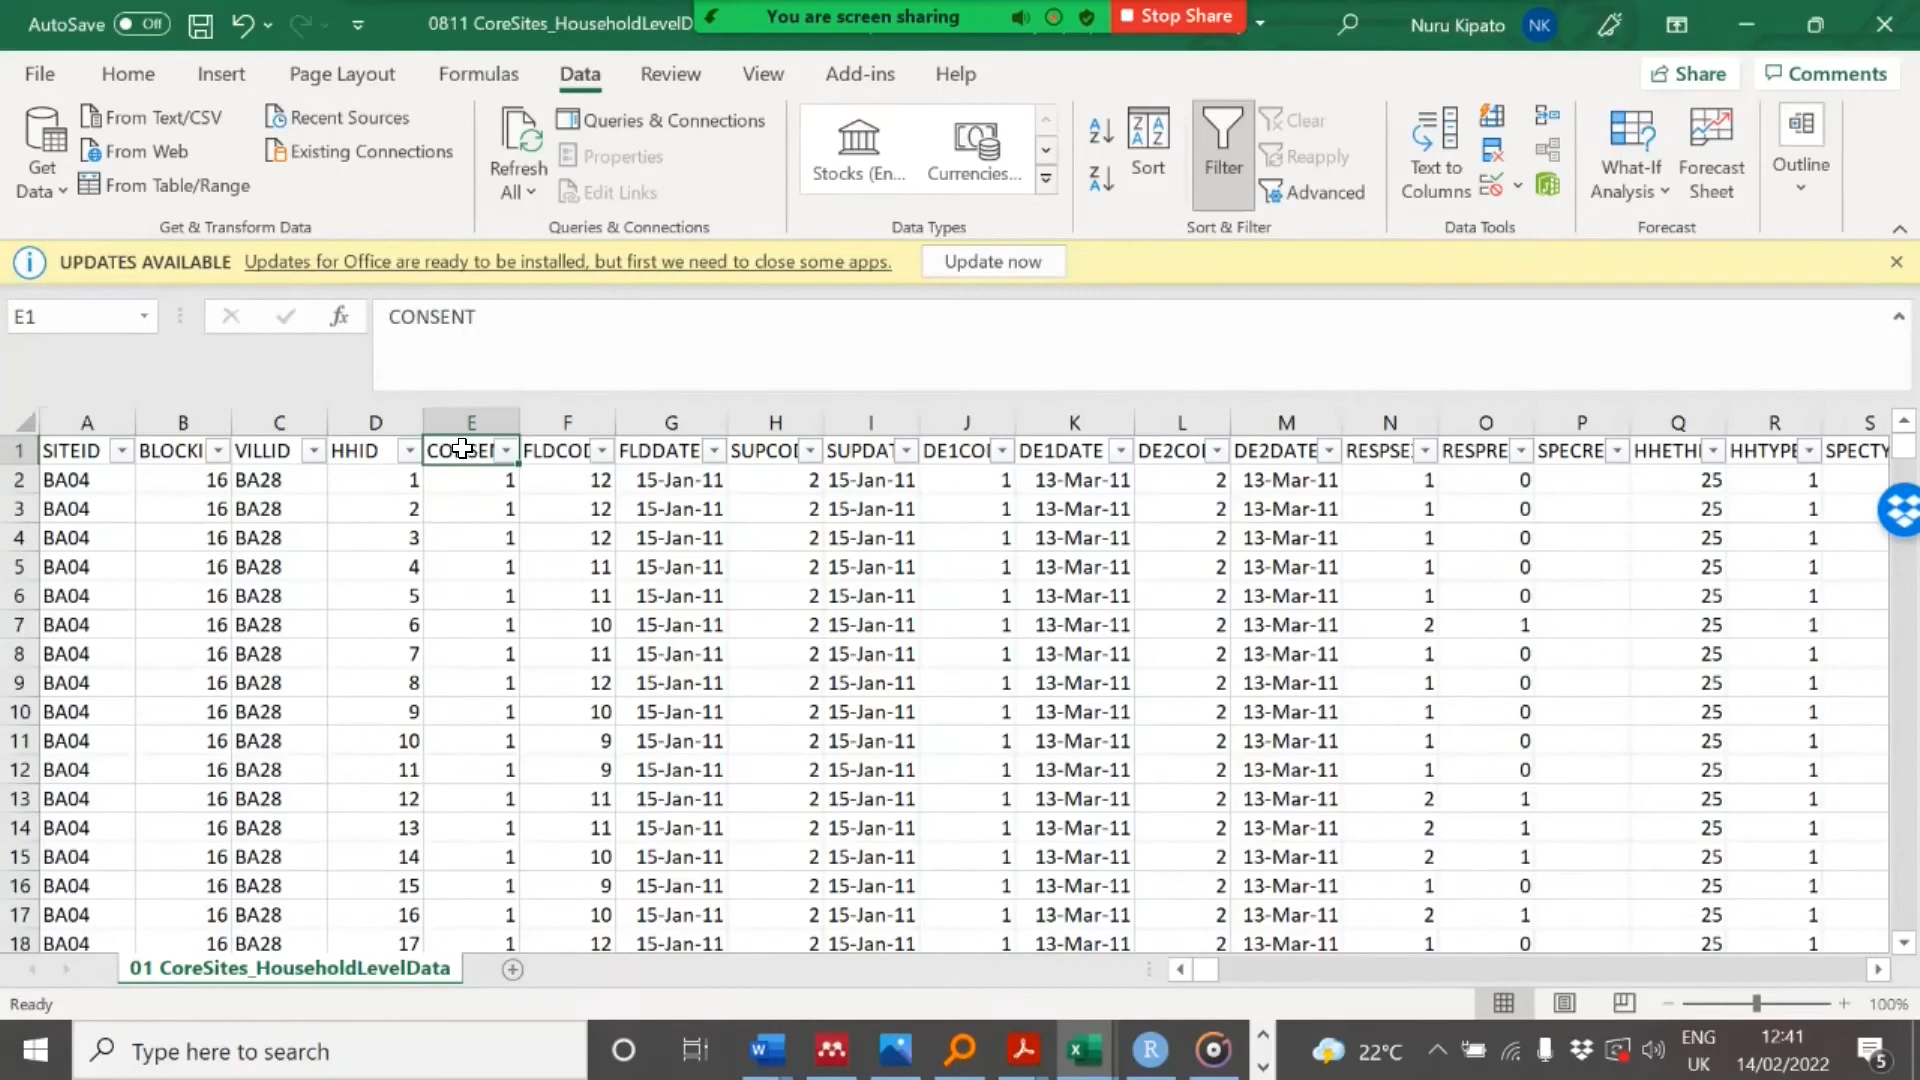 AutoSave Off 0811 CoreSites_HouseholdLevelD You are screen sharing Stop Share Nuru Kipato NK
File Home Insert Page Layout Formulas Data Review View Add-ins Help Share Comments
Get Data
From Text/CSV
From Web
From Table/Range
Recent Sources
Existing Connections
Get & Transform Data
Refresh All
Queries & Connections
Properties
Edit Links
Queries & Connections
Stocks (En...
Currencies...
Data Types
Sort
Filter
Clear
Reapply
Advanced
Sort & Filter
Text to Columns
Data Tools
What-If Analysis
Forecast Sheet
Forecast
Outline
UPDATES AVAILABLE Updates for Office are ready to be installed, but first we need to close some apps. Update now
E1 fx CONSENT
A B C D E F G H I J K L M N O P Q R S
1 SITEID BLOCKI VILLID HHID FLDCOD FLDDATE SUPCOD SUPDAT DE1COI DE1DATE DE2COI DE2DATE RESPSE RESPRE SPECRE HHETHI HHTYPE SPECTY
2 BA04 16 BA28 1 1 12 15-Jan-11 2 15-Jan-11 1 13-Mar-11 2 13-Mar-11 1 0 25 1
3 BA04 16 BA28 2 1 12 15-Jan-11 2 15-Jan-11 1 13-Mar-11 2 13-Mar-11 1 0 25 1
4 BA04 16 BA28 3 1 12 15-Jan-11 2 15-Jan-11 1 13-Mar-11 2 13-Mar-11 1 0 25 1
5 BA04 16 BA28 4 1 11 15-Jan-11 2 15-Jan-11 1 13-Mar-11 2 13-Mar-11 1 0 25 1
6 BA04 16 BA28 5 1 11 15-Jan-11 2 15-Jan-11 1 13-Mar-11 2 13-Mar-11 1 0 25 1
7 BA04 16 BA28 6 1 10 15-Jan-11 2 15-Jan-11 1 13-Mar-11 2 13-Mar-11 2 1 25 1
8 BA04 16 BA28 7 1 11 15-Jan-11 2 15-Jan-11 1 13-Mar-11 2 13-Mar-11 1 0 25 1
9 BA04 16 BA28 8 1 12 15-Jan-11 2 15-Jan-11 1 13-Mar-11 2 13-Mar-11 1 0 25 1
10 BA04 16 BA28 9 1 10 15-Jan-11 2 15-Jan-11 1 13-Mar-11 2 13-Mar-11 1 0 25 1
11 BA04 16 BA28 10 1 9 15-Jan-11 2 15-Jan-11 1 13-Mar-11 2 13-Mar-11 1 0 25 1
12 BA04 16 BA28 11 1 9 15-Jan-11 2 15-Jan-11 1 13-Mar-11 2 13-Mar-11 1 0 25 1
13 BA04 16 BA28 12 1 11 15-Jan-11 2 15-Jan-11 1 13-Mar-11 2 13-Mar-11 2 1 25 1
14 BA04 16 BA28 13 1 11 15-Jan-11 2 15-Jan-11 1 13-Mar-11 2 13-Mar-11 2 1 25 1
15 BA04 16 BA28 14 1 10 15-Jan-11 2 15-Jan-11 1 13-Mar-11 2 13-Mar-11 2 1 25 1
16 BA04 16 BA28 15 1 9 15-Jan-11 2 15-Jan-11 1 13-Mar-11 2 13-Mar-11 1 0 25 1
17 BA04 16 BA28 16 1 10 15-Jan-11 2 15-Jan-11 1 13-Mar-11 2 13-Mar-11 2 1 25 1
18 BA04 16 BA28 17 1 12 15-Jan-11 2 15-Jan-11 1 13-Mar-11 2 13-Mar-11 1 0 25 1
01 CoreSites_HouseholdLevelData
Ready 100%
Type here to search 22°C ENG UK 12:41 14/02/2022 5